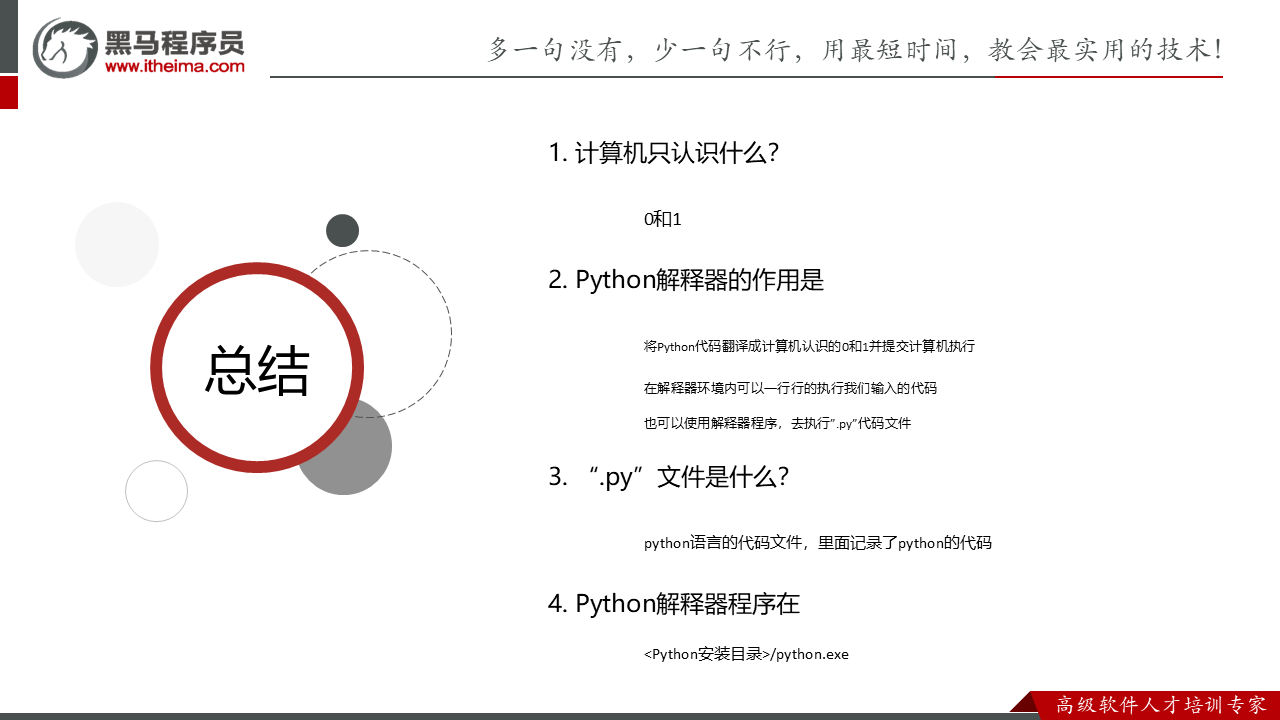 黑马程序员
www.itheima.com
多一句没有，少一句不行，用最短时间，教会最实用的技术！
1. 计算机只认识什么？
0和1
2. Python解释器的作用是
将Python代码翻译成计算机认识的0和1并提交计算机执行
在解释器环境内可以一行行的执行我们输入的代码
也可以使用解释器程序，去执行”.py”代码文件
总结
3. “.py”文件是什么？
python语言的代码文件，里面记录了python的代码
4. Python解释器程序在
<Python安装目录>/python.exe
高级软件人才培训专家